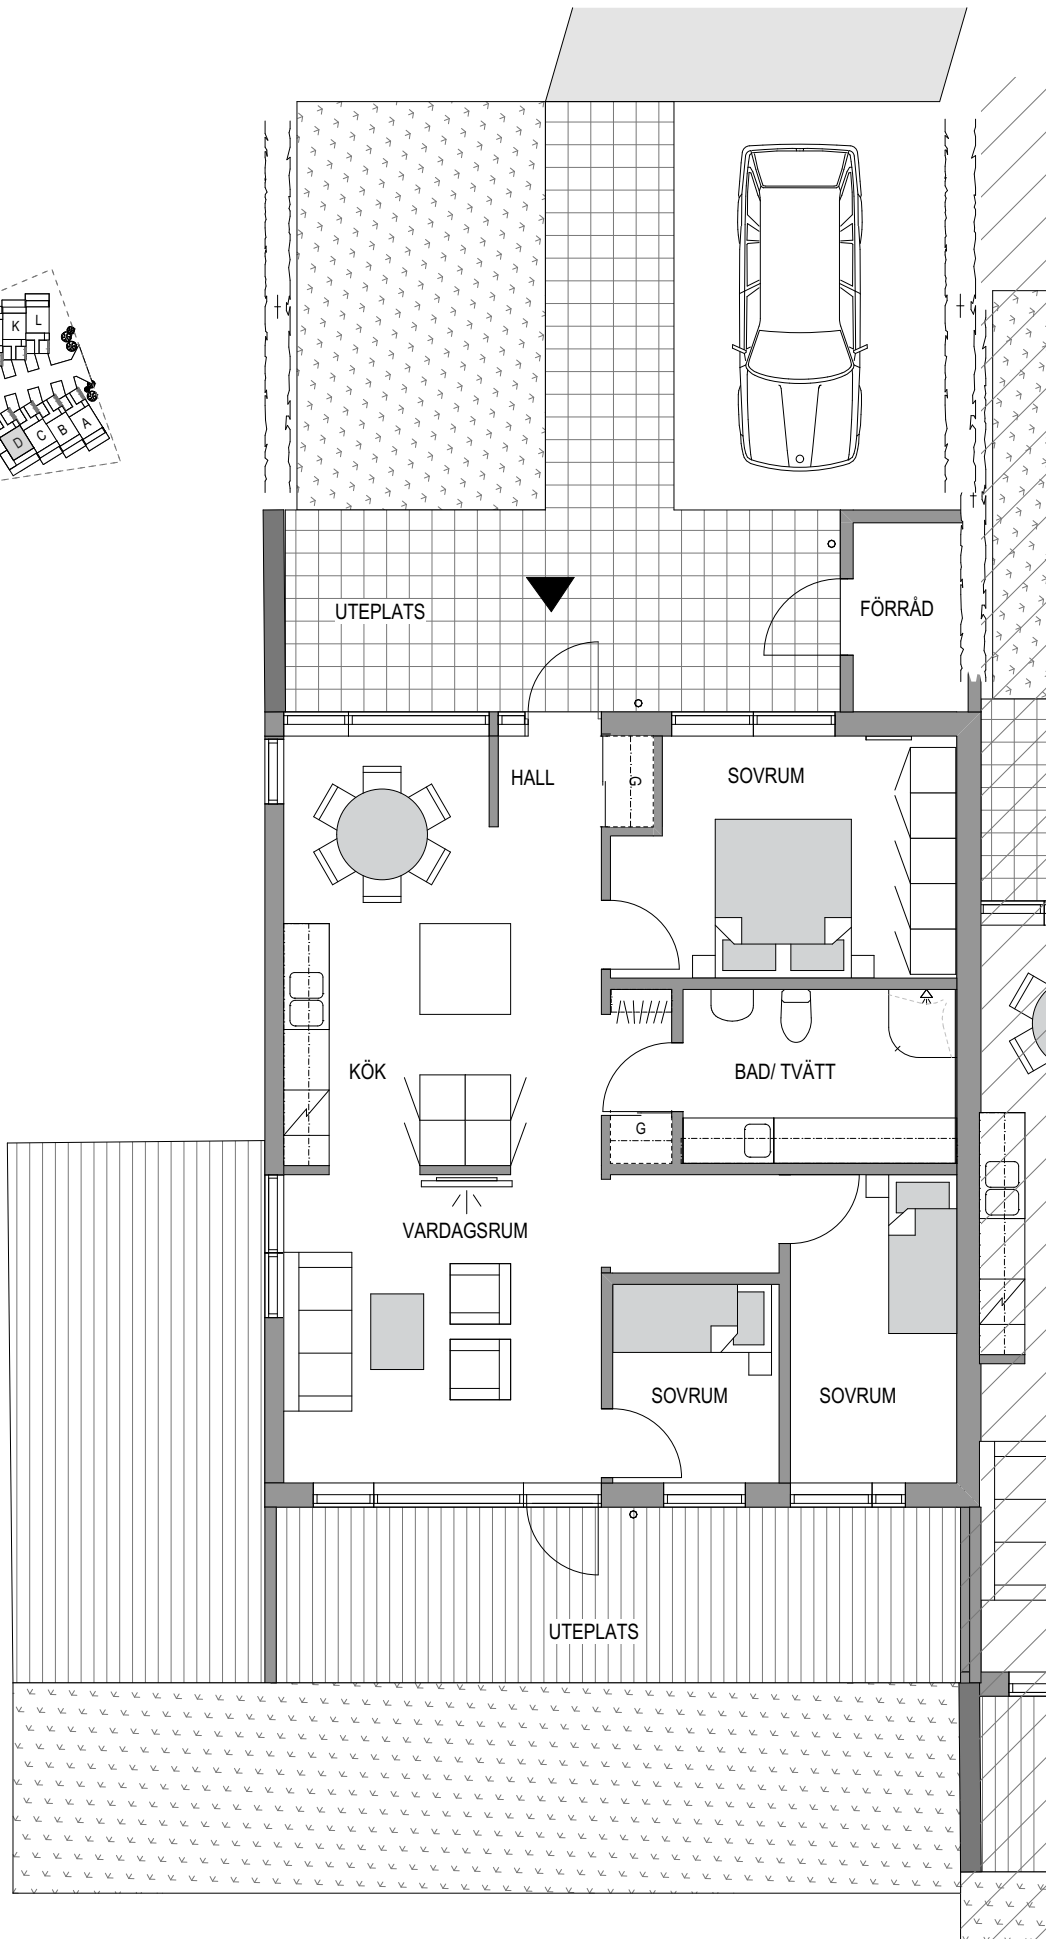 K
L
D
C
B
A
UTEPLATS
FÖRRÅD
HALL
G
SOVRUM
KÖK
BAD/ TVÄTT
G
VARDAGSRUM
SOVRUM
SOVRUM
UTEPLATS